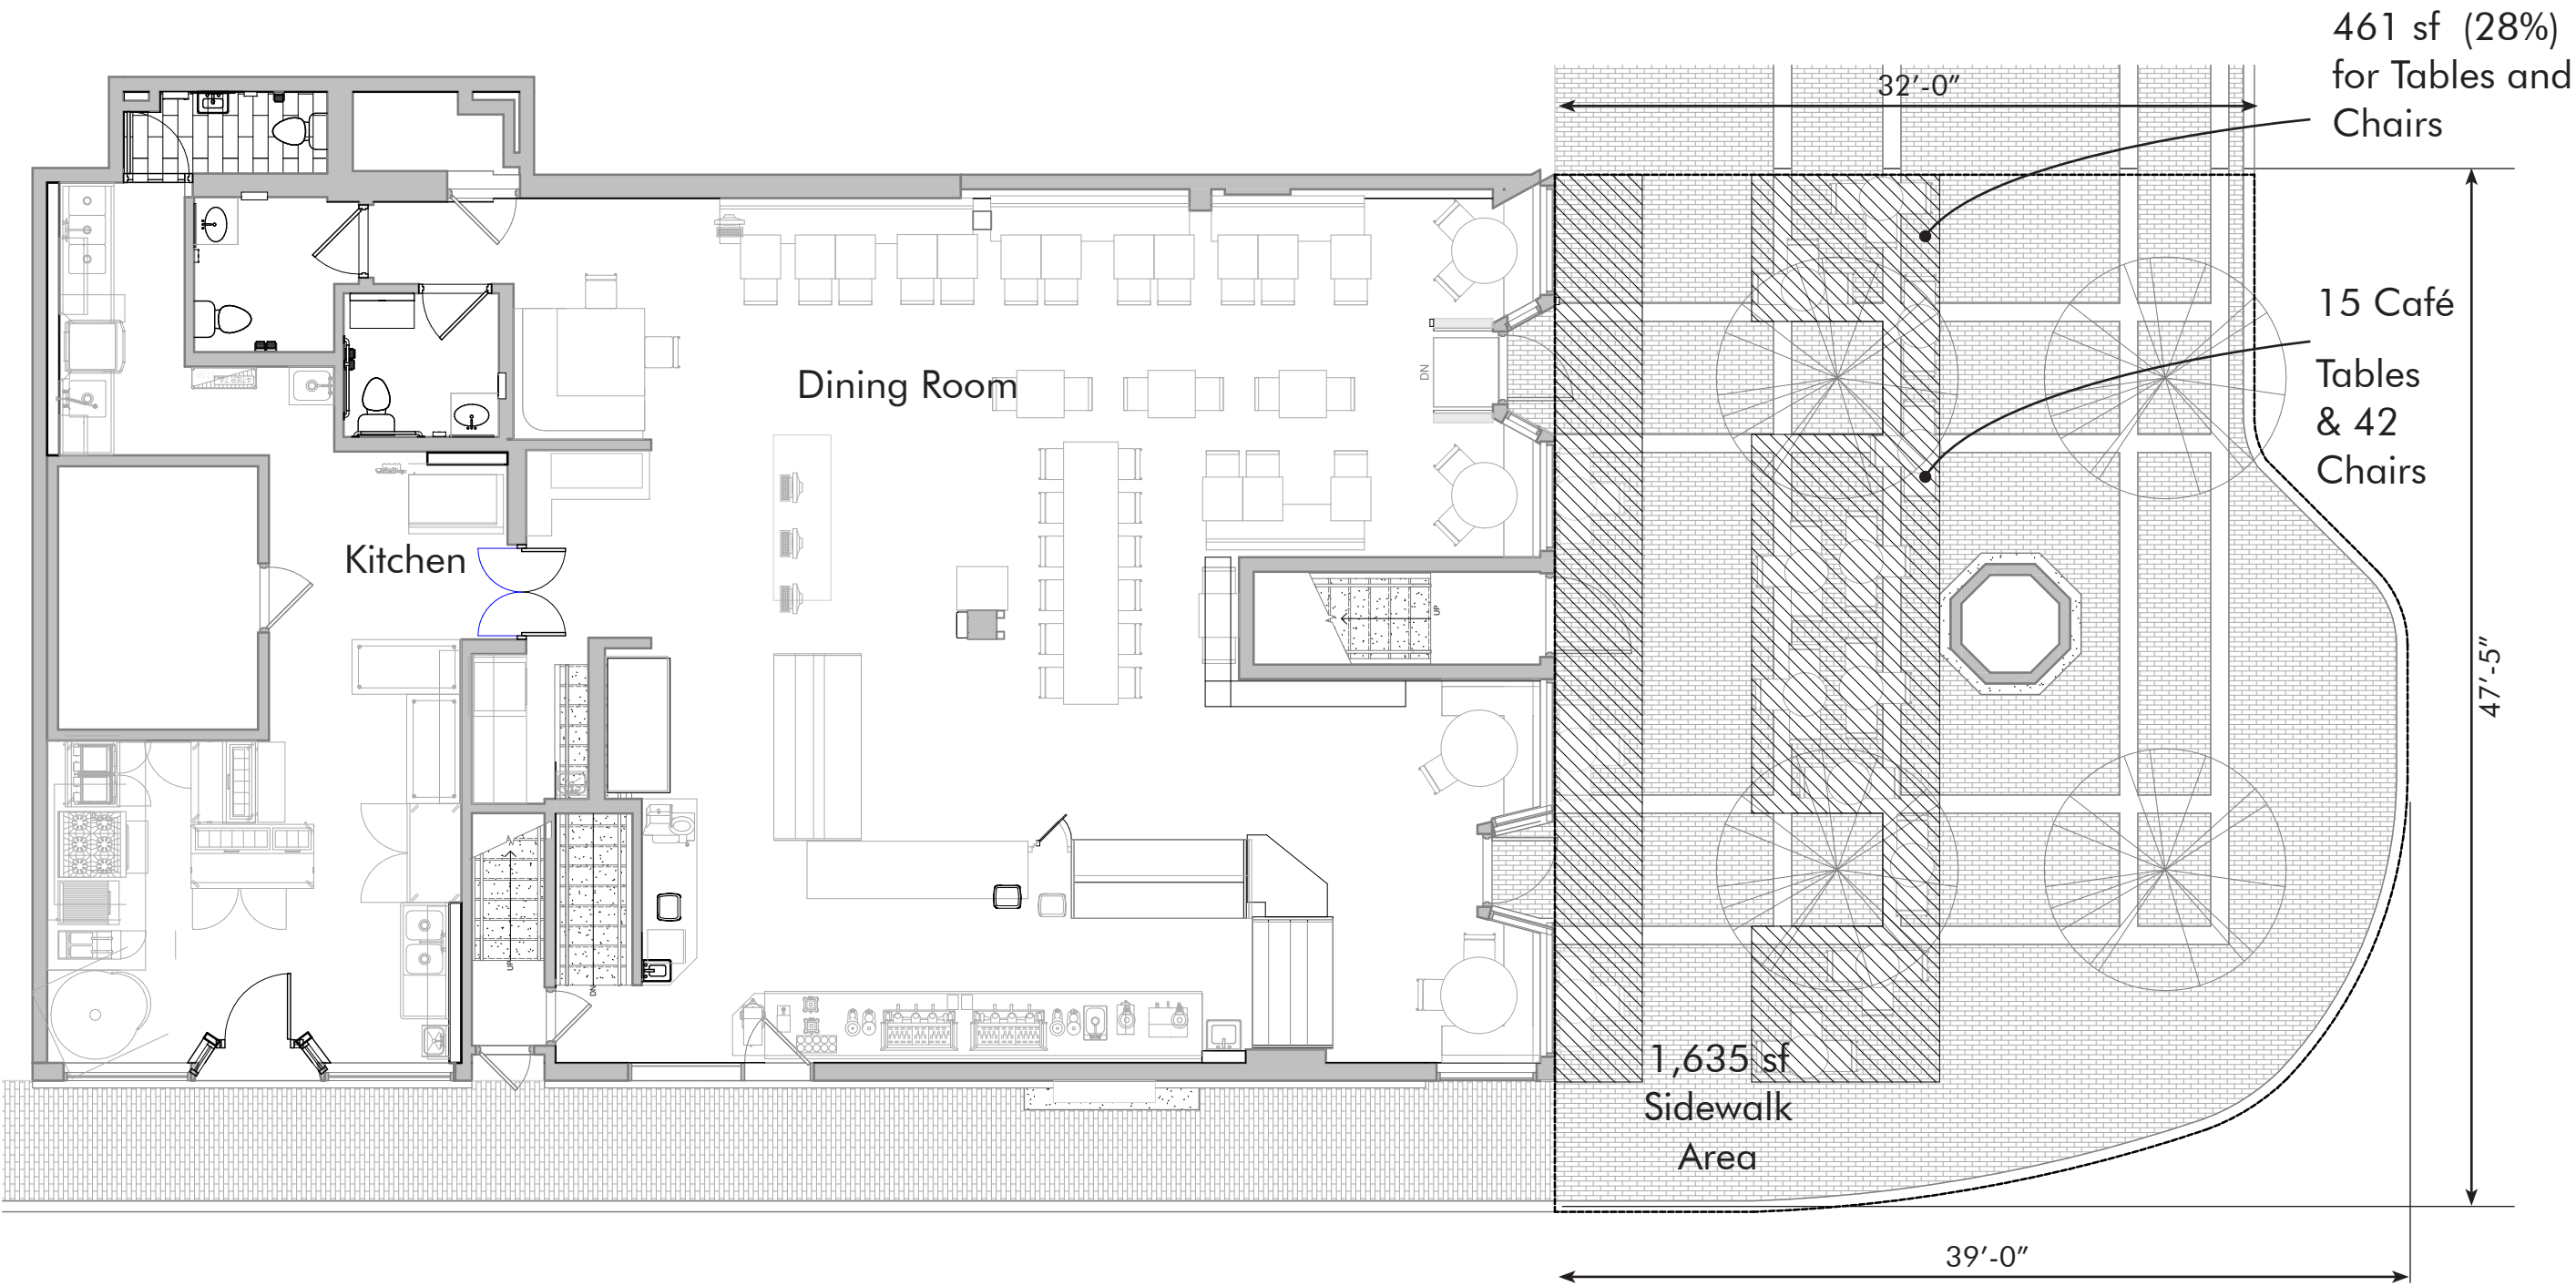 461 sf (28%)
for Tables and
Chairs
32'-0"
15 Café
Tables
& 42
Chairs
Dining Room
DN
Kitchen
UP
47'-5"
UP
DN
1,635 sf
Sidewalk
Area
39'-0"